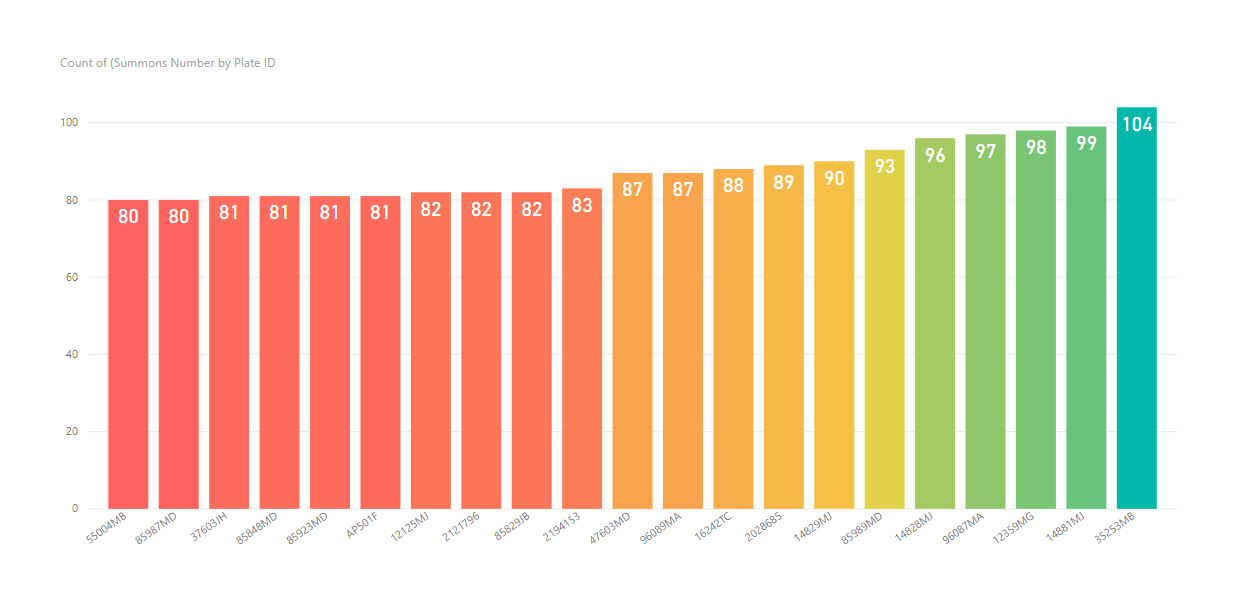 Count of (Summons Number by Plate ID
100
80
60
40
20
0
80 80 81 81 81 81 82 82 82 83 87 87 88 89 90 93 96 97 98 99 104
55004MB 85987MD 37603JH 85848MD 85923MD AP501F 12125MJ 2121796 85829JB 2194153 47603MD 96089MA 16242TC 2028685 14829MJ 85989MD 14828MJ 96087MA 12359MG 14881MJ 35253MB